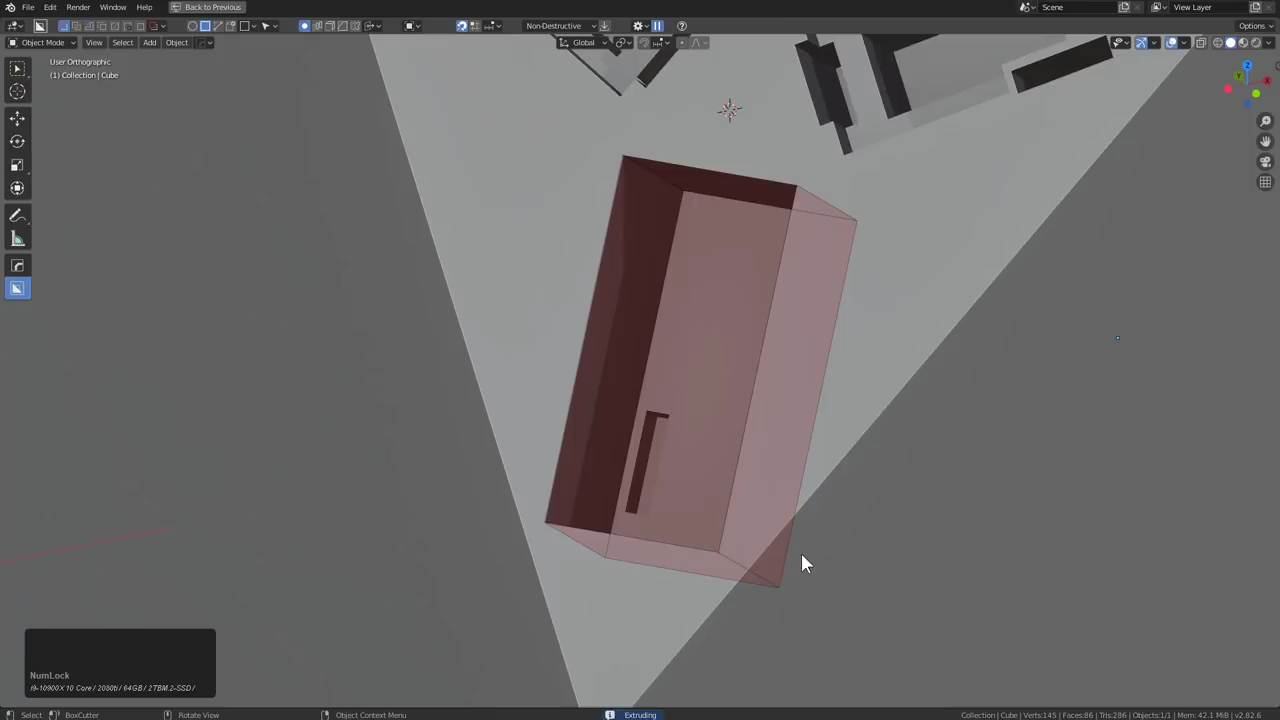 File Edit Render Window Help Back to Previous Scene View Layer
Non-Destructive Options
Object Mode View Select Add Object Global
User Orthographic
(1) Collection | Cube
Z
Y
X
NumLock
i9-10900X 10 Core / 2080ti / 64GB / 2TBM.2-SSD /
Select BoxCutter Rotate View Object Context Menu Extruding Collection | Cube | Verts:145 | Faces:86 | Tris:286 | Objects:1/1 | Mem: 42.1 MiB | v2.82.6